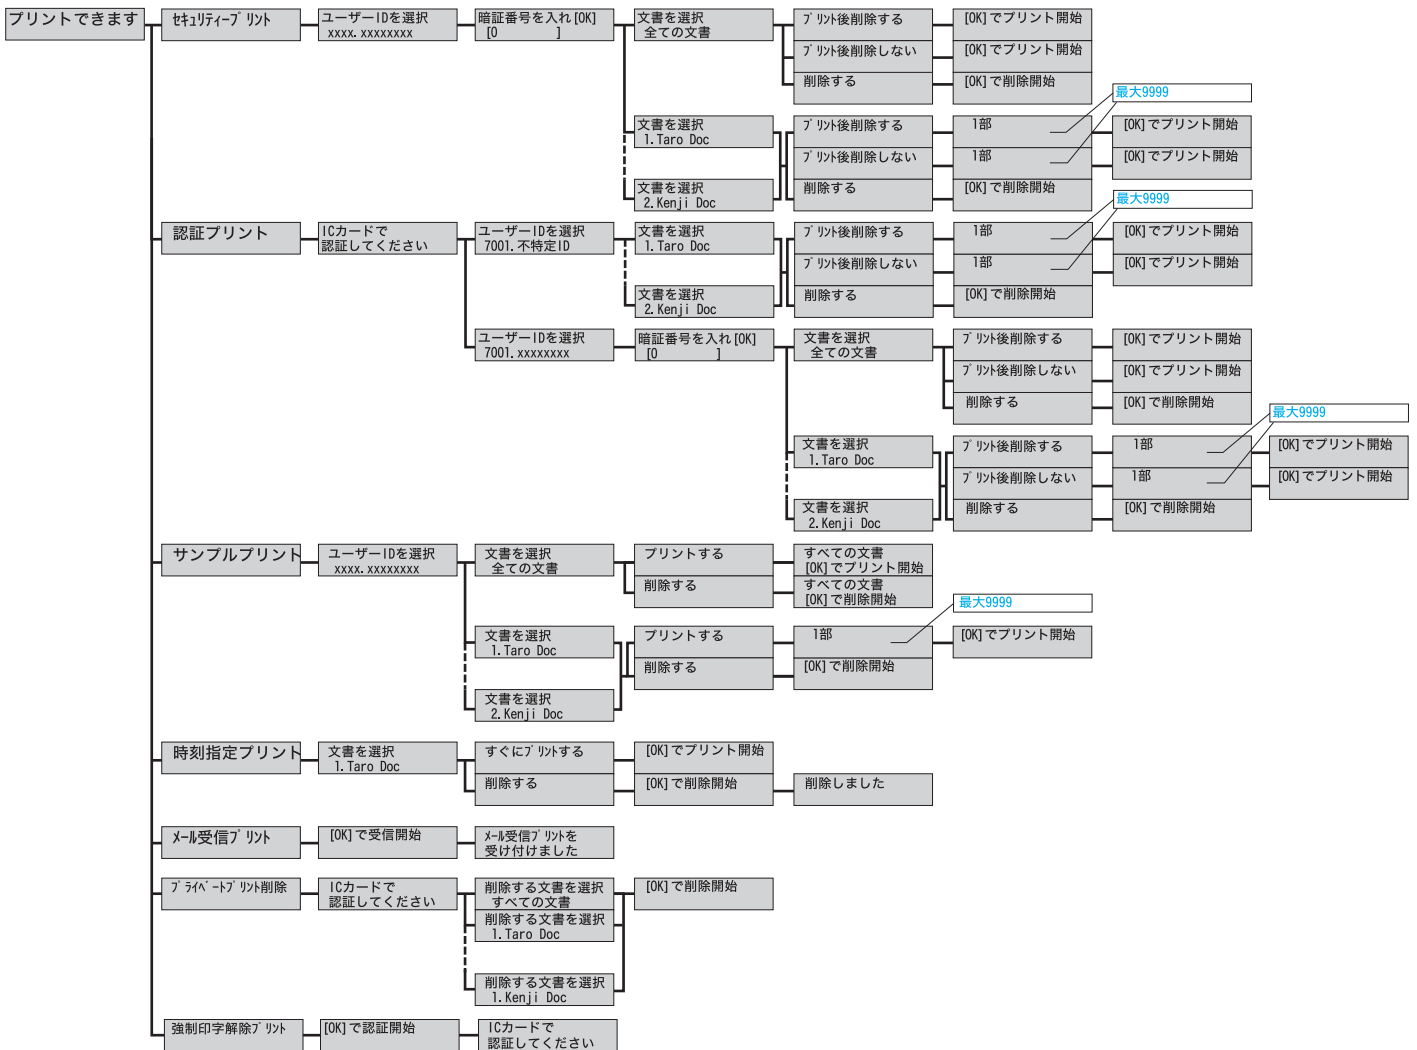 プリントできます
セキュリティープリント
ユーザーIDを選択
xxxx. xxxxxxxx
暗証番号を入れ[OK]
[0 ]
文書を選択
全ての文書
プリント後削除する
[OK]でプリント開始
プリント後削除しない
[OK]でプリント開始
削除する
[OK]で削除開始
最大9999
文書を選択
1.Taro Doc
プリント後削除する
1部
[OK]でプリント開始
プリント後削除しない
1部
[OK]でプリント開始
文書を選択
2.Kenji Doc
削除する
[OK]で削除開始
最大9999
認証プリント
ICカードで
認証してください
ユーザーIDを選択
7001.不特定ID
文書を選択
1.Taro Doc
プリント後削除する
1部
[OK]でプリント開始
プリント後削除しない
1部
[OK]でプリント開始
文書を選択
2.Kenji Doc
削除する
[OK]で削除開始
ユーザーIDを選択
7001.xxxxxxxx
暗証番号を入れ[OK]
[0 ]
文書を選択
全ての文書
プリント後削除する
[OK]でプリント開始
プリント後削除しない
[OK]でプリント開始
削除する
[OK]で削除開始
最大9999
文書を選択
1.Taro Doc
プリント後削除する
1部
[OK]でプリント開始
プリント後削除しない
1部
[OK]でプリント開始
文書を選択
2.Kenji Doc
削除する
[OK]で削除開始
サンプルプリント
ユーザーIDを選択
xxxx. xxxxxxxx
文書を選択
全ての文書
プリントする
すべての文書
[OK]でプリント開始
削除する
すべての文書
[OK]で削除開始
最大9999
文書を選択
1.Taro Doc
プリントする
1部
[OK]でプリント開始
削除する
[OK]で削除開始
文書を選択
2.Kenji Doc
時刻指定プリント
文書を選択
1.Taro Doc
すぐにプリントする
[OK]でプリント開始
削除する
[OK]で削除開始
削除しました
メール受信プリント
[OK]で受信開始
メール受信プリントを
受け付けました
プライベートプリント削除
ICカードで
認証してください
削除する文書を選択
すべての文書
[OK]で削除開始
削除する文書を選択
1.Taro Doc
削除する文書を選択
1.Kenji Doc
強制印字解除プリント
[OK]で認証開始
ICカードで
認証してください